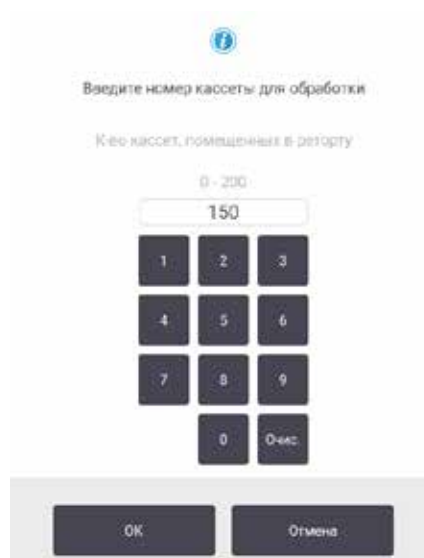 Введите номер кассеты для обработки
К-во кассет, помещенных в реторту
0 - 200
150
1 2 3
4 5 6
7 8 9
0 Очис.
ОК Отмена